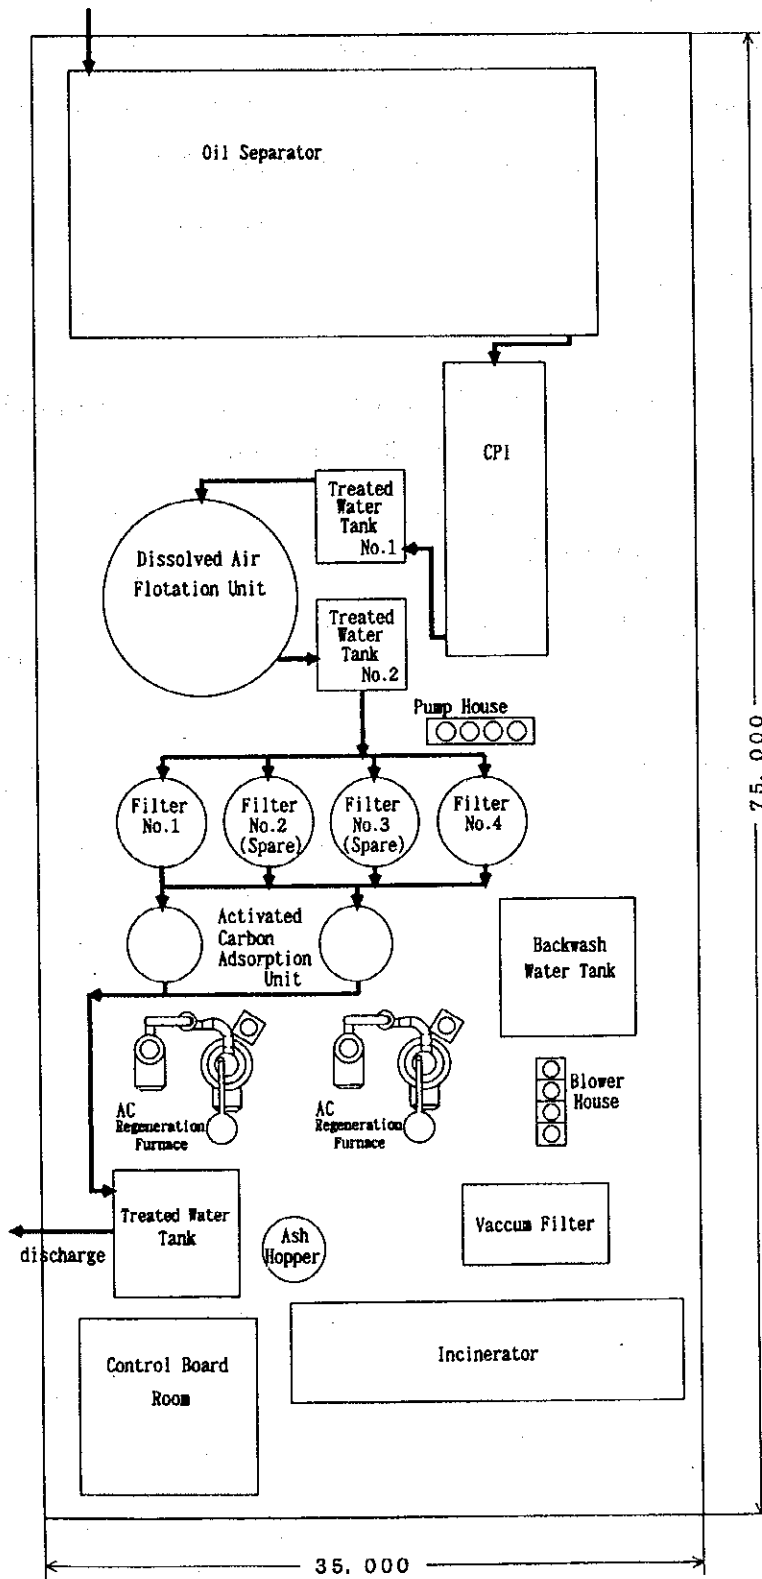 Oil Separator
CPI
Treated
Water
Tank
No.1
Dissolved Air
Flotation Unit
Treated
Water
Tank
No.2
Pump House
75,000
Filter
No.1
Filter
No.2
(Spare)
Filter
No.3
(Spare)
Filter
No.4
Activated
Carbon
Adsorption
Unit
Backwash
Water Tank
AC
Regeneration
Furnace
AC
Regeneration
Furnace
Blower
House
Treated Water
Tank
discharge
Ash
Hopper
Vaccum Filter
Control Board
Room
Incinerator
35,000